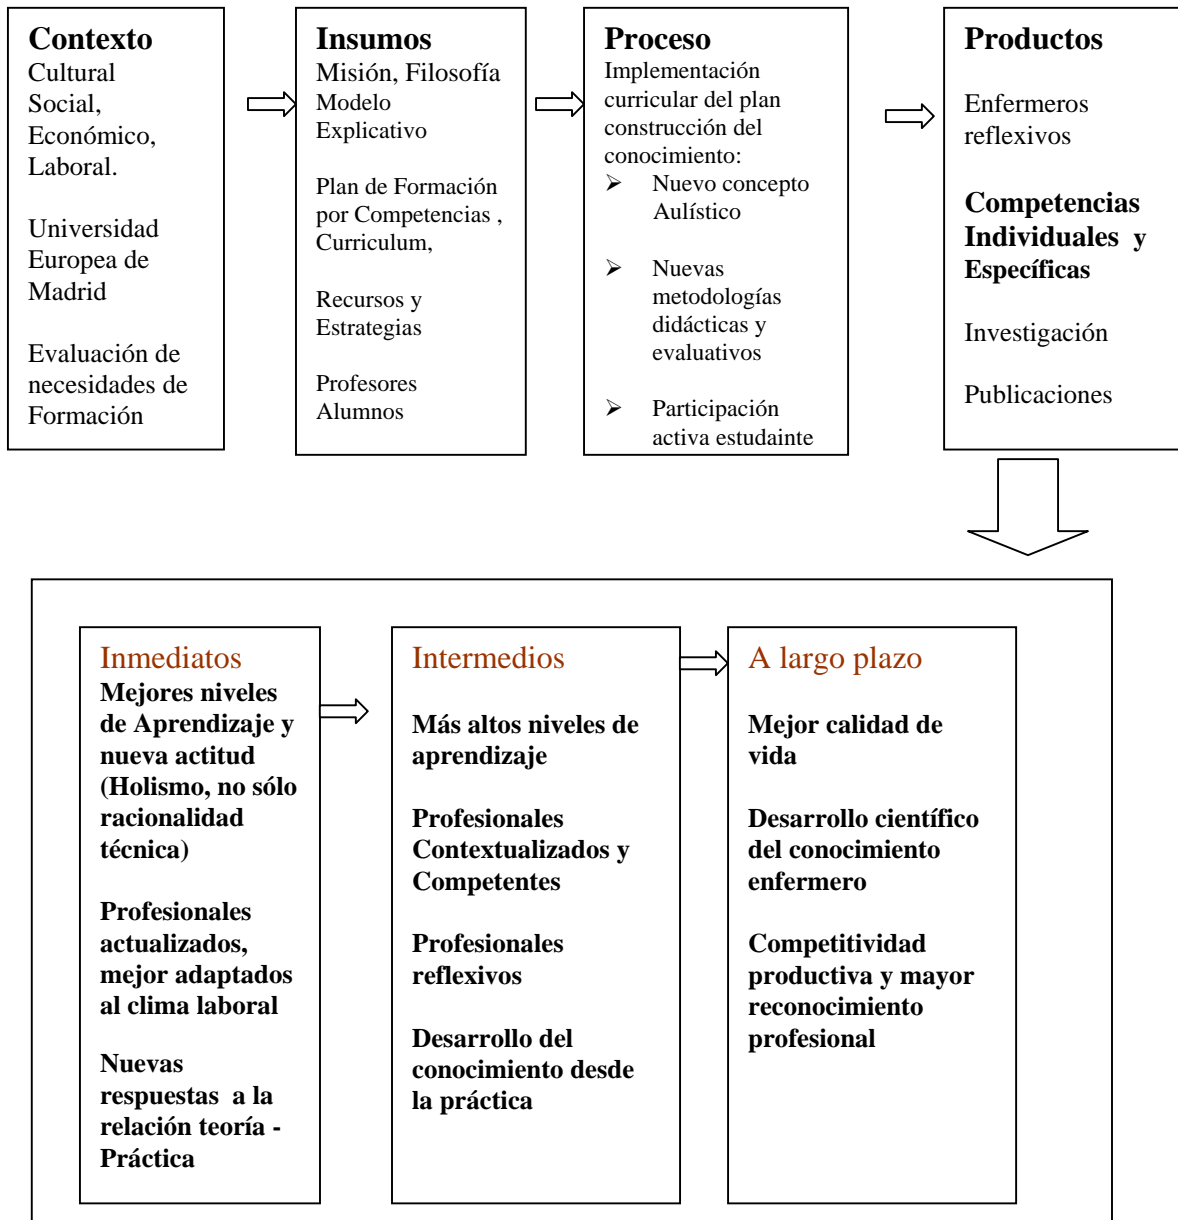 Contexto
Cultural
Social,
Económico,
Laboral.
Universidad
Europea de
Madrid
Evaluación de
necesidades de
Formación
Insumos
Misión, Filosofía
Modelo
Explicativo
Plan de Formación
por Competencias ,
Curriculum,
Recursos y
Estrategias
Profesores
Alumnos
Proceso
Implementación
curricular del plan
construcción del
conocimiento:
➢ Nuevo concepto
Aulístico
➢ Nuevas
metodologías
didácticas y
evaluativos
➢ Participación
activa estudainte
Productos
Enfermeros
reflexivos
Competencias
Individuales y
Específicas
Investigación
Publicaciones
Inmediatos
Mejores niveles
de Aprendizaje y
nueva actitud
(Holismo, no sólo
racionalidad
técnica)
Profesionales
actualizados,
mejor adaptados
al clima laboral
Nuevas
respuestas a la
relación teoría -
Práctica
Intermedios
Más altos niveles de
aprendizaje
Profesionales
Contextualizados y
Competentes
Profesionales
reflexivos
Desarrollo del
conocimiento desde
la práctica
A largo plazo
Mejor calidad de
vida
Desarrollo científico
del conocimiento
enfermero
Competitividad
productiva y mayor
reconocimiento
profesional